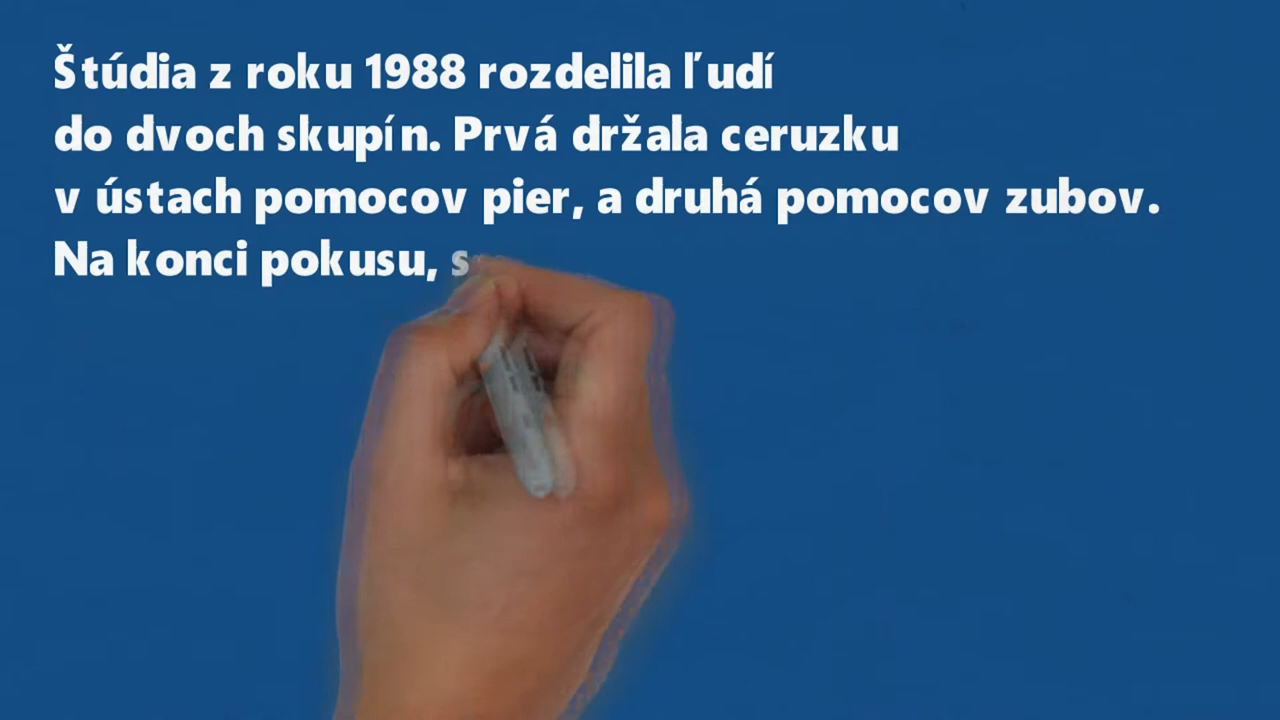 Štúdia z roku 1988 rozdelila ľudí
do dvoch skupín. Prvá držala ceruzku
v ústach pomocov pier, a druhá pomocov zubov.
Na konci pokusu, s